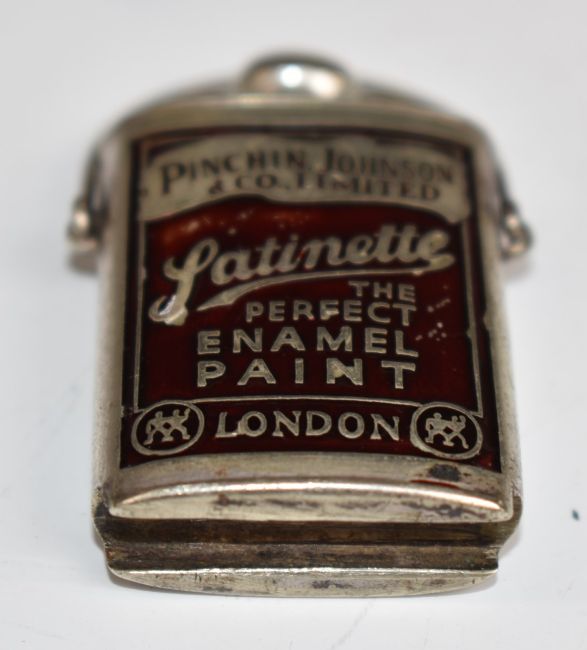 PINCHIN, JOHNSON
& CO. LIMITED
Satinette
THE
PERFECT
ENAMEL
PAINT
LONDON